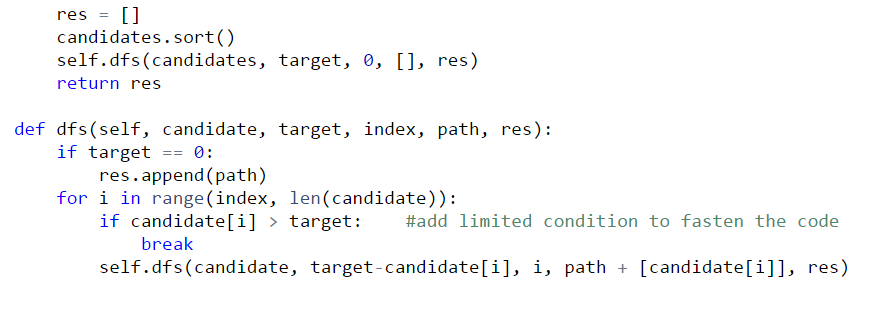 res = []
candidates.sort()
self.dfs(candidates, target, 0, [], res)
return res
def dfs(self, candidate, target, index, path, res):
if target == 0:
res.append(path)
for i in range(index, len(candidate)):
if candidate[i] > target:    #add limited condition to fasten the code
break
self.dfs(candidate, target-candidate[i], i, path + [candidate[i]], res)